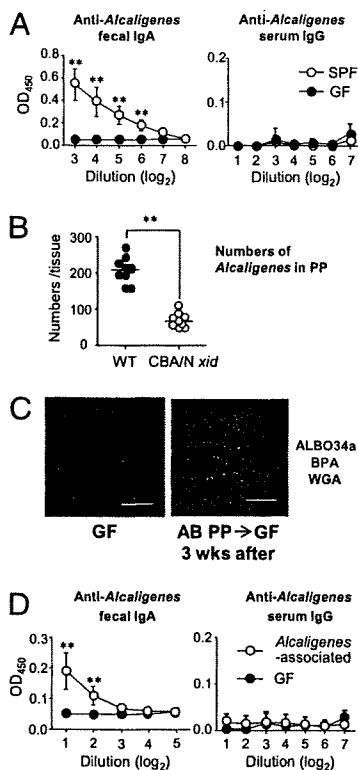 A
Anti-Alcaligenes
fecal IgA
Anti-Alcaligenes
serum IgG
OD450
0.8
0.6
0.4
0.2
0.0
**
**
**
**
3 4 5 6 7 8
Dilution (log2)
0.2
0.1
0.0
SPF
GF
1 2 3 4 5 6 7
Dilution (log2)
B
Numbers /tissue
300
200
100
0
**
WT CBA/N xid
Numbers of
Alcaligenes in PP
C
GF
AB PP→GF
3 wks after
ALBO34a
BPA
WGA
D
Anti-Alcaligenes
fecal IgA
Anti-Alcaligenes
serum IgG
OD450
0.3
0.2
0.1
0.0
**
**
1 2 3 4 5
Dilution (log2)
0.2
0.1
0.0
Alcaligenes
-associated
GF
1 2 3 4 5 6 7
Dilution (log2)